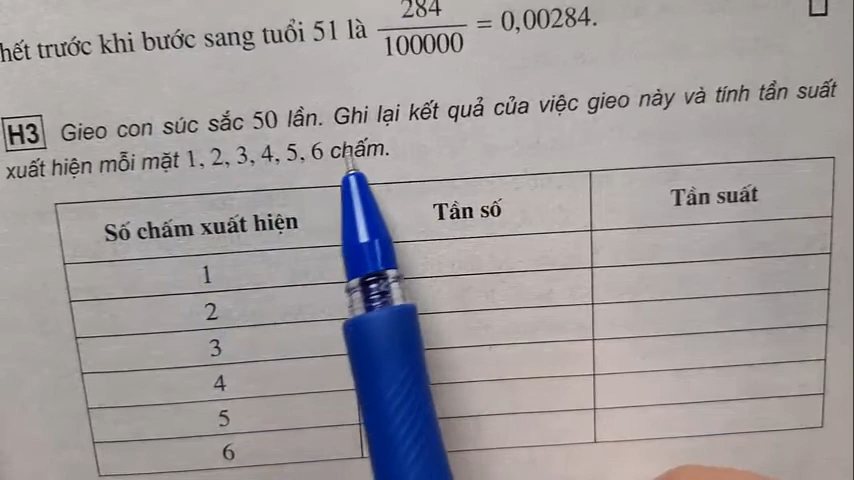 hết trước khi bước sang tuổi 51 là 284/100000 = 0,00284.
H3 Gieo con súc sắc 50 lần. Ghi lại kết quả của việc gieo này và tính tần suất
xuất hiện mỗi mặt 1, 2, 3, 4, 5, 6 chấm.
Số chấm xuất hiện Tần số Tần suất
1
2
3
4
5
6